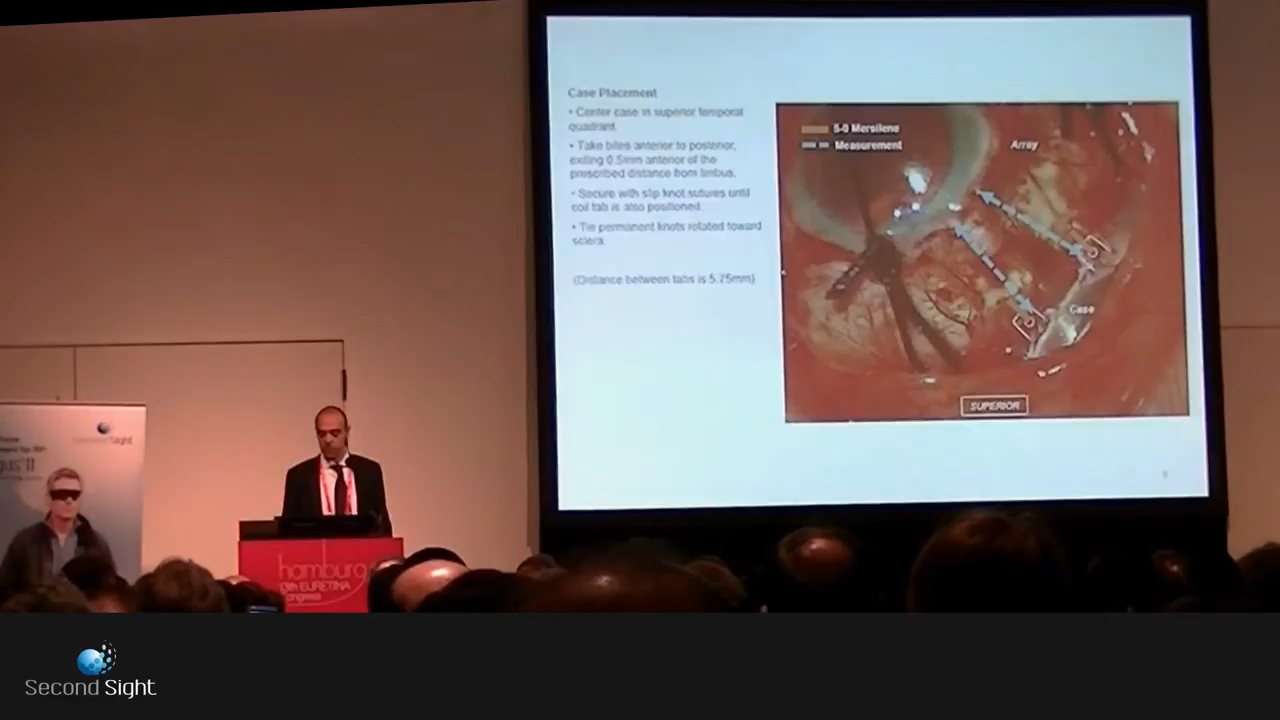 Case Placement
• Center case in superior temporal
quadrant
• Take bites anterior to posterior,
exiting 0.5mm anterior of the
prescribed distance from limbus.
• Secure with slip knot sutures until
coil tab is also positioned.
• Tie permanent knots rotated toward
sclera
(Distance between tabs is 5.75mm)
5-0 Mersilene
Measurement
Array
Case
SUPERIOR
Second Sight
gus II
hamburg
13th EURETINA
Congress
Second Sight